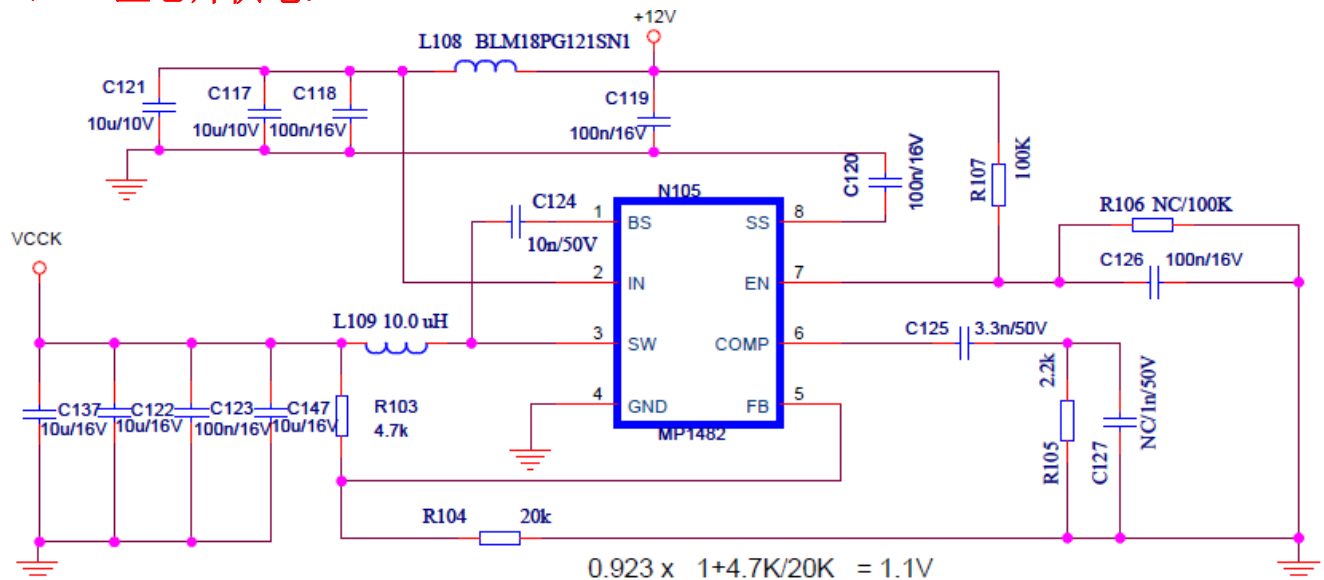 +12V
L108 BLM18PG121SN1
C121
10u/10V
C117
10u/10V
C118
100n/16V
C119
100n/16V
C120
100n/16V
R107
100K
R106 NC/100K
C126 100n/16V
N105
C124
10n/50V
1 BS
2 IN
3 SW
4 GND
SS 8
EN 7
COMP 6
FB 5
MP1482
VCCK
L109 10.0 uH
C125 3.3n/50V
2.2k
R105
C127
NC/1n/50V
C137
10u/16V
C122
10u/16V
C123
100n/16V
C147
10u/16V
R103
4.7k
R104 20k
0.923 x 1+4.7K/20K = 1.1V